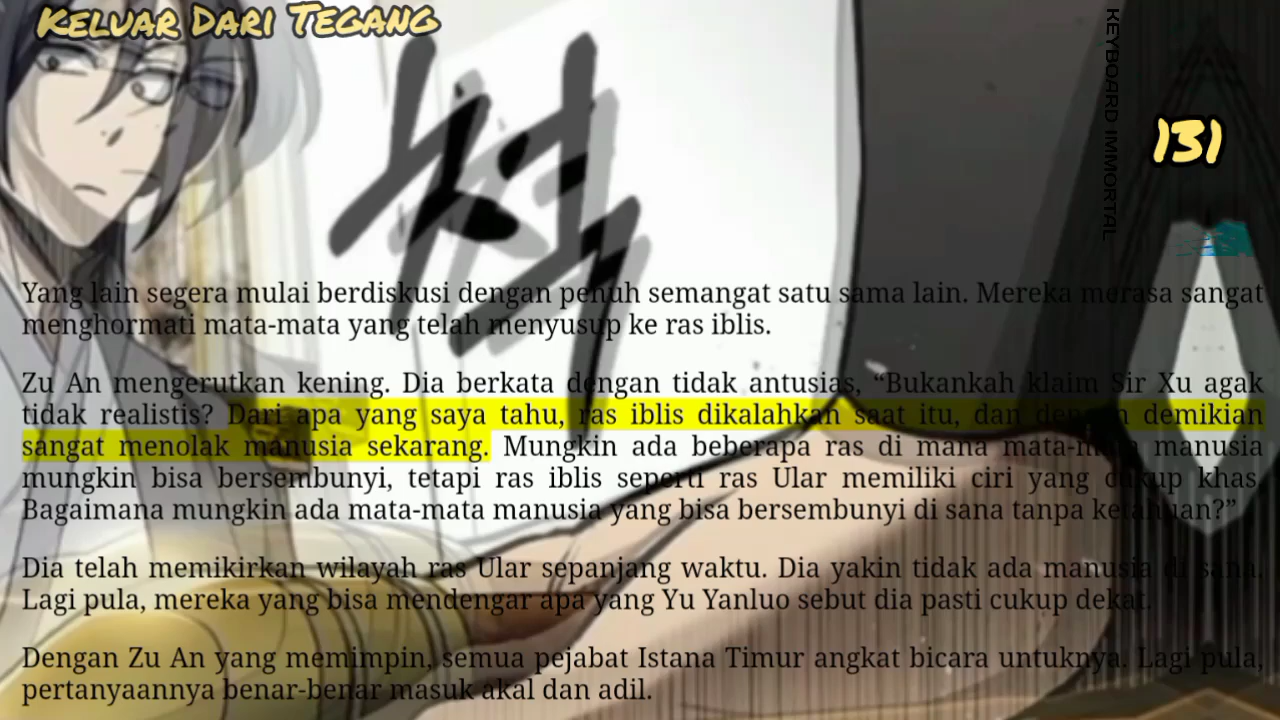 Keluar Dari Tegang
KEYBOARD IMMORTAL
131
Yang lain segera mulai berdiskusi dengan penuh semangat satu sama lain. Mereka merasa sangat
menghormati mata-mata yang telah menyusup ke ras iblis.
Zu An mengerutkan kening. Dia berkata dengan tidak antusias, “Bukankah klaim Sir Xu agak
tidak realistis? Dari apa yang saya tahu, ras iblis dikalahkan saat itu, dan dengan demikian
sangat menolak manusia sekarang. Mungkin ada beberapa ras di mana mata-mata manusia
mungkin bisa bersembunyi, tetapi ras iblis seperti ras Ular memiliki ciri yang cukup khas.
Bagaimana mungkin ada mata-mata manusia yang bisa bersembunyi di sana tanpa ketahuan?”
Dia telah memikirkan wilayah ras Ular sepanjang waktu. Dia yakin tidak ada manusia di sana.
Lagi pula, mereka yang bisa mendengar apa yang Yu Yanluo sebut dia pasti cukup dekat.
Dengan Zu An yang memimpin, semua pejabat Istana Timur angkat bicara untuknya. Lagi pula,
pertanyaannya benar-benar masuk akal dan adil.